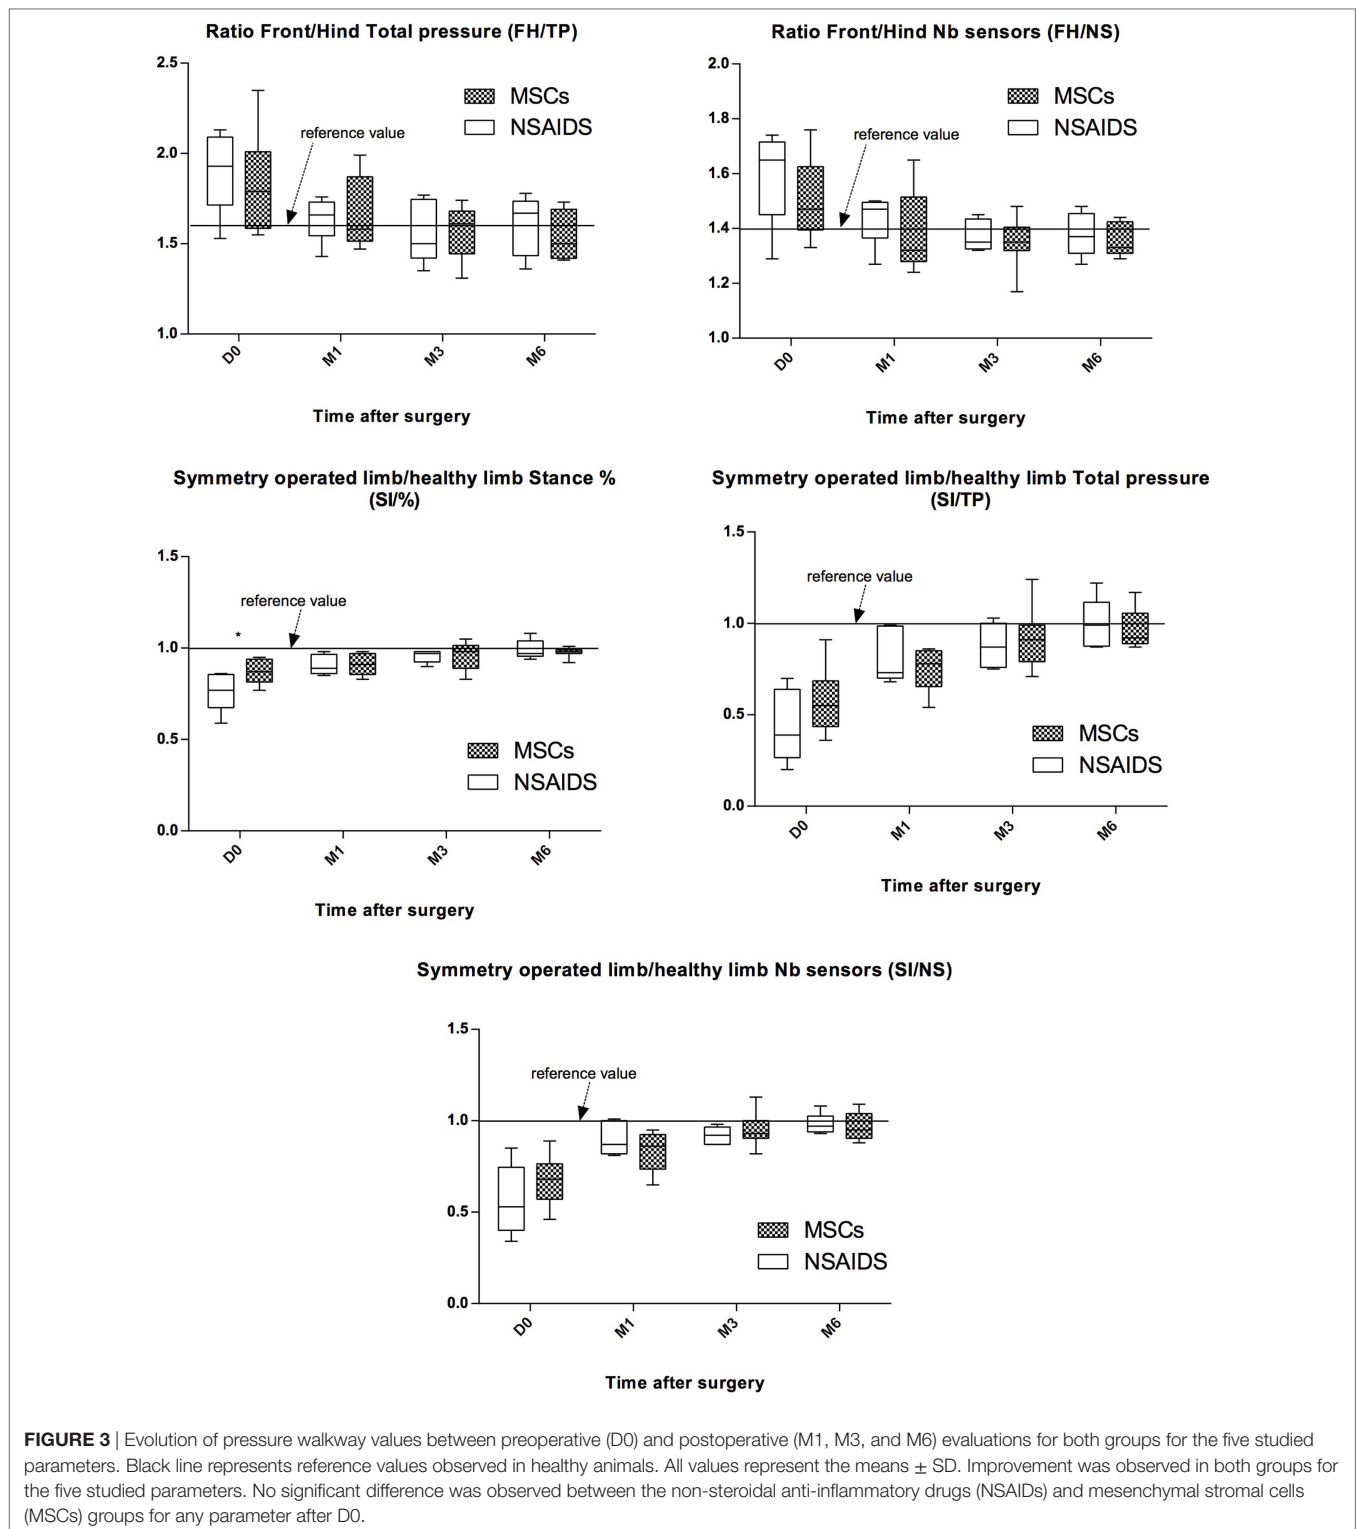 Ratio Front/Hind Total pressure (FH/TP)
2.5
2.0
1.5
1.0
reference value
MSCs
NSAIDS
D0
M1
M3
M6
Time after surgery
Ratio Front/Hind Nb sensors (FH/NS)
2.0
1.8
1.6
1.4
1.2
1.0
reference value
MSCs
NSAIDS
D0
M1
M3
M6
Time after surgery
Symmetry operated limb/healthy limb Stance %
(SI/%)
1.5
1.0
0.5
0.0
reference value
*
MSCs
NSAIDS
D0
M1
M3
M6
Time after surgery
Symmetry operated limb/healthy limb Total pressure
(SI/TP)
1.5
1.0
0.5
0.0
reference value
MSCs
NSAIDS
D0
M1
M3
M6
Time after surgery
Symmetry operated limb/healthy limb Nb sensors (SI/NS)
1.5
1.0
0.5
0.0
reference value
MSCs
NSAIDS
D0
M1
M3
M6
Time after surgery
FIGURE 3 | Evolution of pressure walkway values between preoperative (D0) and postoperative (M1, M3, and M6) evaluations for both groups for the five studied
parameters. Black line represents reference values observed in healthy animals. All values represent the means ± SD. Improvement was observed in both groups for
the five studied parameters. No significant difference was observed between the non-steroidal anti-inflammatory drugs (NSAIDs) and mesenchymal stromal cells
(MSCs) groups for any parameter after D0.